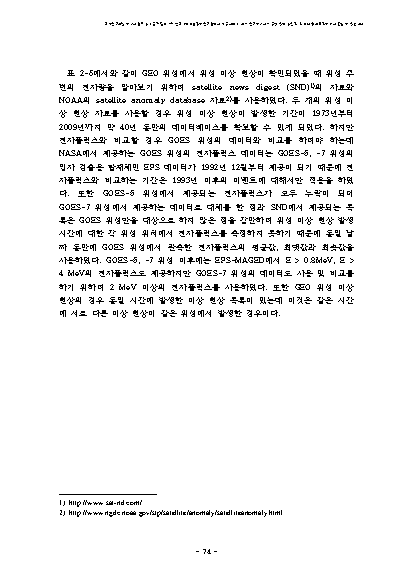 표 2-5에서와 같이 GEO 위성에서 위성 이상 현상이 확인되었을 때 위성 주
변의 전자량을 알아보기 위하여 satellite news digest (SND)1)의 자료와
NOAA의 satellite anomaly database 자료2)를 사용하였다. 두 개의 위성 이
상 현상 자료를 사용할 경우 위성 이상 현상이 발생한 기간이 1973년부터
2009년까지 약 40년 동안의 데이터베이스를 확보할 수 있게 되었다. 하지만
전자플럭스와 비교할 경우 GOES 위성의 데이터와 비교를 하여야 하는데
NASA에서 제공하는 GOES 위성의 전자플럭스 데이터는 GOES-6, -7 위성의
입자 검출용 탑재체인 EPS 데이터가 1992년 12월부터 제공이 되기 때문에 전
자플럭스와 비교하는 기간은 1993년 이후의 이벤트에 대해서만 적용을 하였
다. 또한 GOES-6 위성에서 제공되는 전자플럭스가 모두 누락이 되어
GOES-7 위성에서 제공하는 데이터로 대체를 한 점과 SND에서 제공되는 목
록은 GOES 위성만을 대상으로 하지 않은 점을 감안하여 위성 이상 현상 발생
시간에 대한 각 위성 위치에서 전자플럭스를 측정하지 못하기 때문에 동일 날
짜 동안에 GOES 위성에서 관측한 전자플럭스의 평균값, 최댓값과 최솟값을
사용하였다. GOES-6, -7 위성 이후에는 EPS-MAGED에서 E > 0.8MeV, E >
4 MeV의 전자플럭스도 제공하지만 GOES-7 위성의 데이터도 사용 및 비교를
하기 위하여 2 MeV 이상의 전자플럭스를 사용하였다. 또한 GEO 위성 이상
현상의 경우 동일 시간에 발생한 이상 현상 목록이 있는데 이것은 같은 시간
에 서로 다른 이상 현상이 같은 위성에서 발생한 경우이다.
1) http://www.sat-nd.com/
2) http://www.ngdc.noaa.gov/stp/satellite/anomaly/satelliteanomaly.html
- 74 -